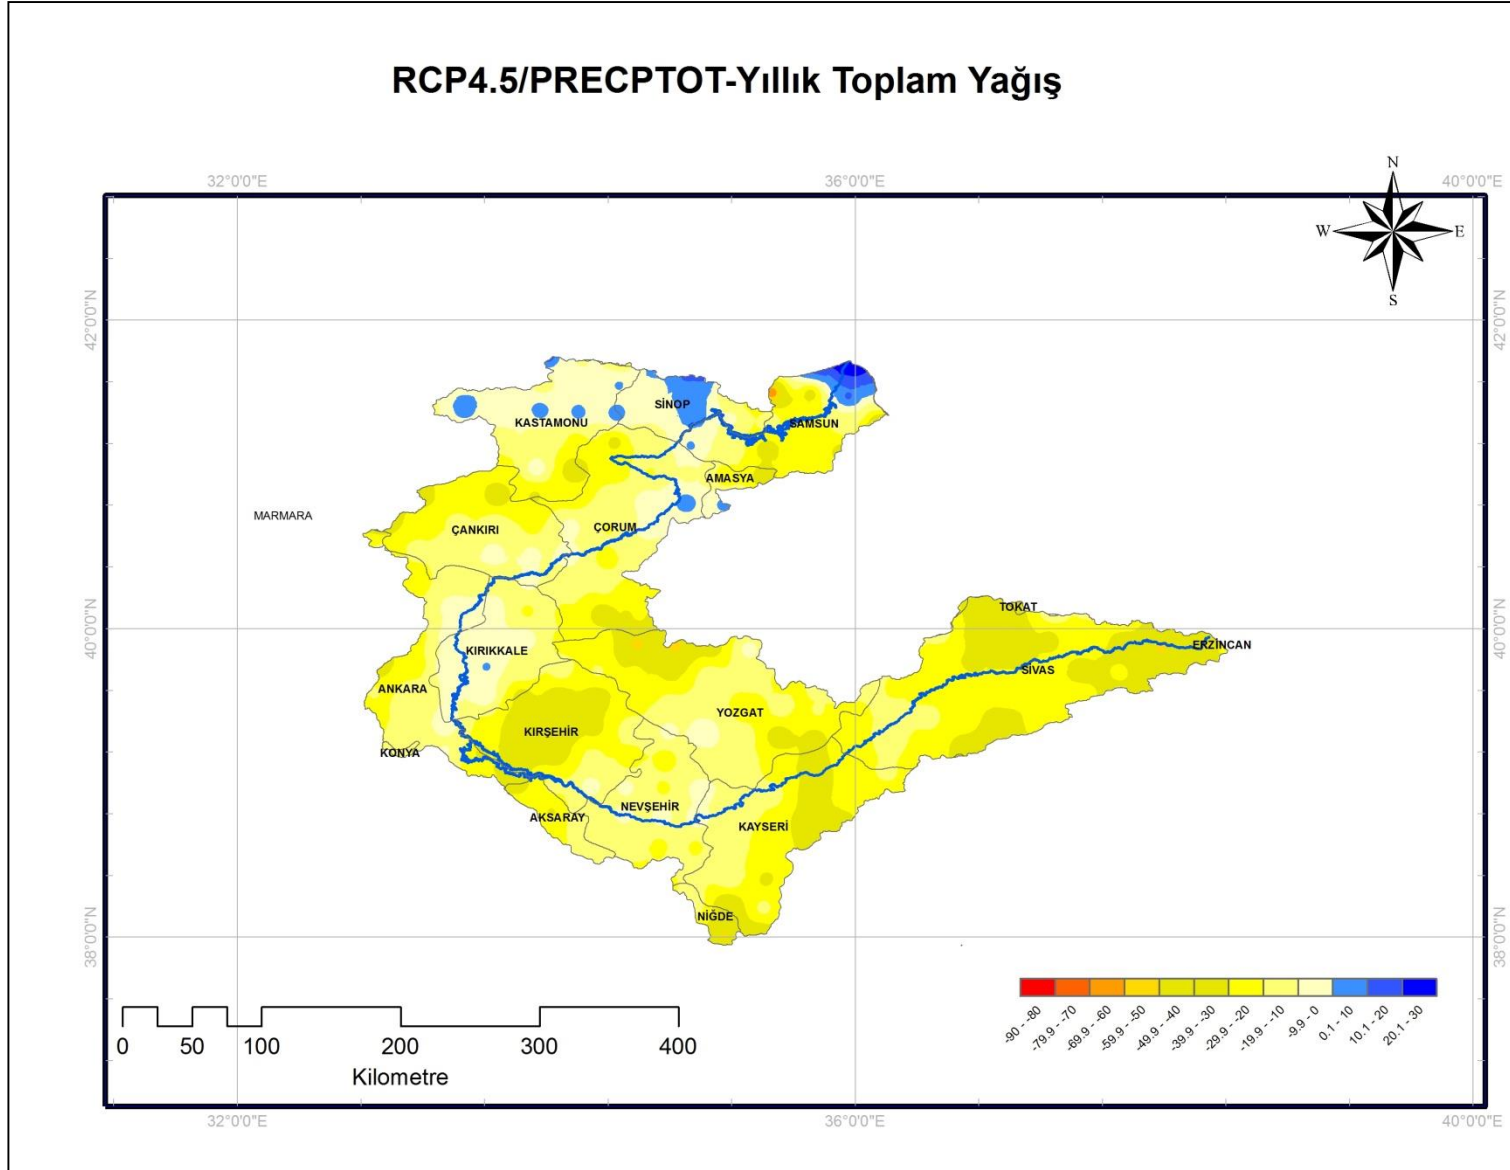 RCP4.5/PRECPTOT-Yıllık Toplam Yağış
32°0'0"E
36°0'0"E
40°0'0"E
N
W
E
S
42°0'0"N
42°0'0"N
SİNOP
KASTAMONU
SAMSUN
AMASYA
MARMARA
ÇANKIRI
ÇORUM
TOKAT
40°0'0"N
40°0'0"N
ERZİNCAN
KIRIKKALE
SİVAS
ANKARA
YOZGAT
KIRŞEHİR
KONYA
NEVŞEHİR
AKSARAY
KAYSERİ
NİĞDE
38°0'0"N
38°0'0"N
-90 - -80
-79.9 - -70
-69.9 - -60
-59.9 - -50
-49.9 - -40
-39.9 - -30
-29.9 - -20
-19.9 - -10
-9.9 - 0
0.1 - 10
10.1 - 20
20.1 - 30
0 50 100 200 300 400
Kilometre
32°0'0"E
36°0'0"E
40°0'0"E